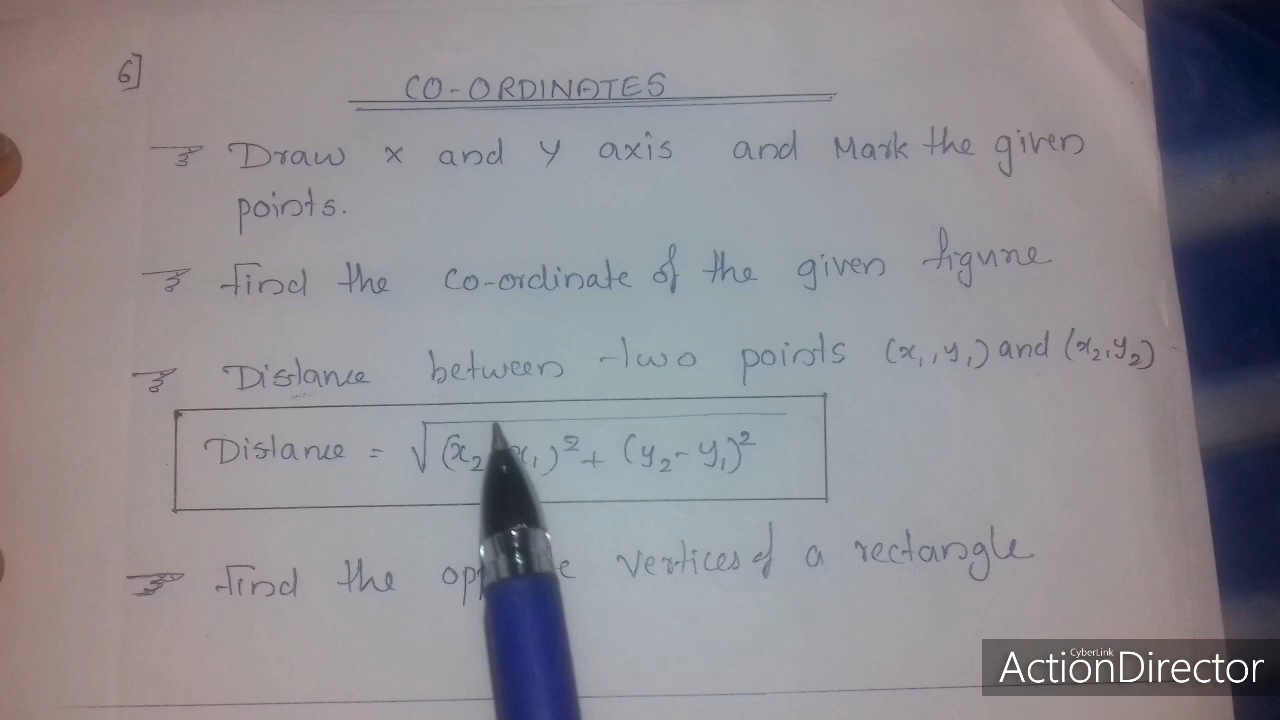 6]
CO-ORDINATES
Draw x and y axis and Mark the given
points.
find the co-ordinate of the given figure
Distance between two points (x₁,y₁) and (x₂,y₂)
Distance = √(x₂ x₁)² + (y₂ - y₁)²
find the vertices of a rectangle
CyberLink
ActionDirector